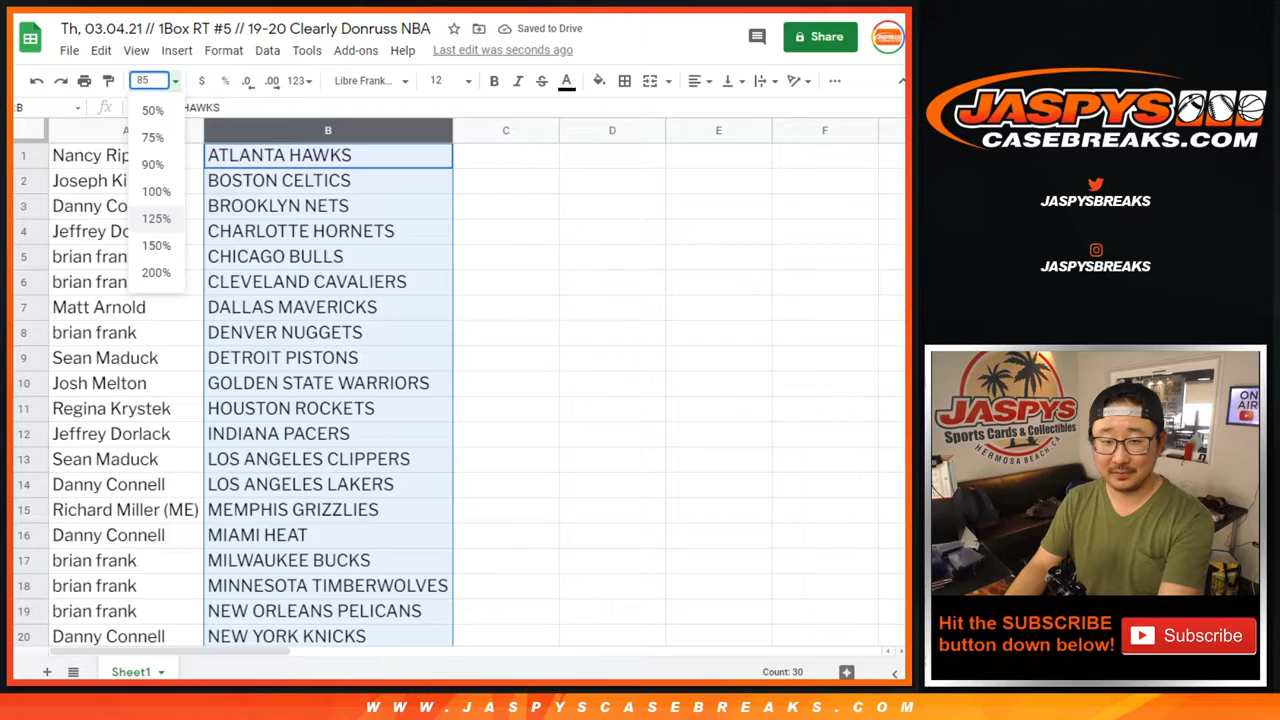 Th, 03.04.21 // 1Box RT #5 // 19-20 Clearly Donruss NBA
Saved to Drive
File Edit View Insert Format Data Tools Add-ons Help Last edit was seconds ago
Share
85 $ % .0 .00 123 Libre Frank... 12 B I S A
HAWKS
50%
75%
90%
100%
125%
150%
200%
A B C D E F
1 Nancy Rip ATLANTA HAWKS
2 Joseph Ki BOSTON CELTICS
3 Danny Co BROOKLYN NETS
4 Jeffrey Do CHARLOTTE HORNETS
5 brian fran CHICAGO BULLS
6 brian fran CLEVELAND CAVALIERS
7 Matt Arnold DALLAS MAVERICKS
8 brian frank DENVER NUGGETS
9 Sean Maduck DETROIT PISTONS
10 Josh Melton GOLDEN STATE WARRIORS
11 Regina Krystek HOUSTON ROCKETS
12 Jeffrey Dorlack INDIANA PACERS
13 Sean Maduck LOS ANGELES CLIPPERS
14 Danny Connell LOS ANGELES LAKERS
15 Richard Miller (ME) MEMPHIS GRIZZLIES
16 Danny Connell MIAMI HEAT
17 brian frank MILWAUKEE BUCKS
18 brian frank MINNESOTA TIMBERWOLVES
19 brian frank NEW ORLEANS PELICANS
20 Danny Connell NEW YORK KNICKS
Sheet1
Count: 30
JASPYS
CASEBREAKS.COM
JASPYSBREAKS
JASPYSBREAKS
JASPYS
Sports Cards & Collectibles
HERMOSA BEACH, CA
ON
AIR
Hit the SUBSCRIBE
button down below!
Subscribe
WWW.JASPYSCASEBREAKS.COM